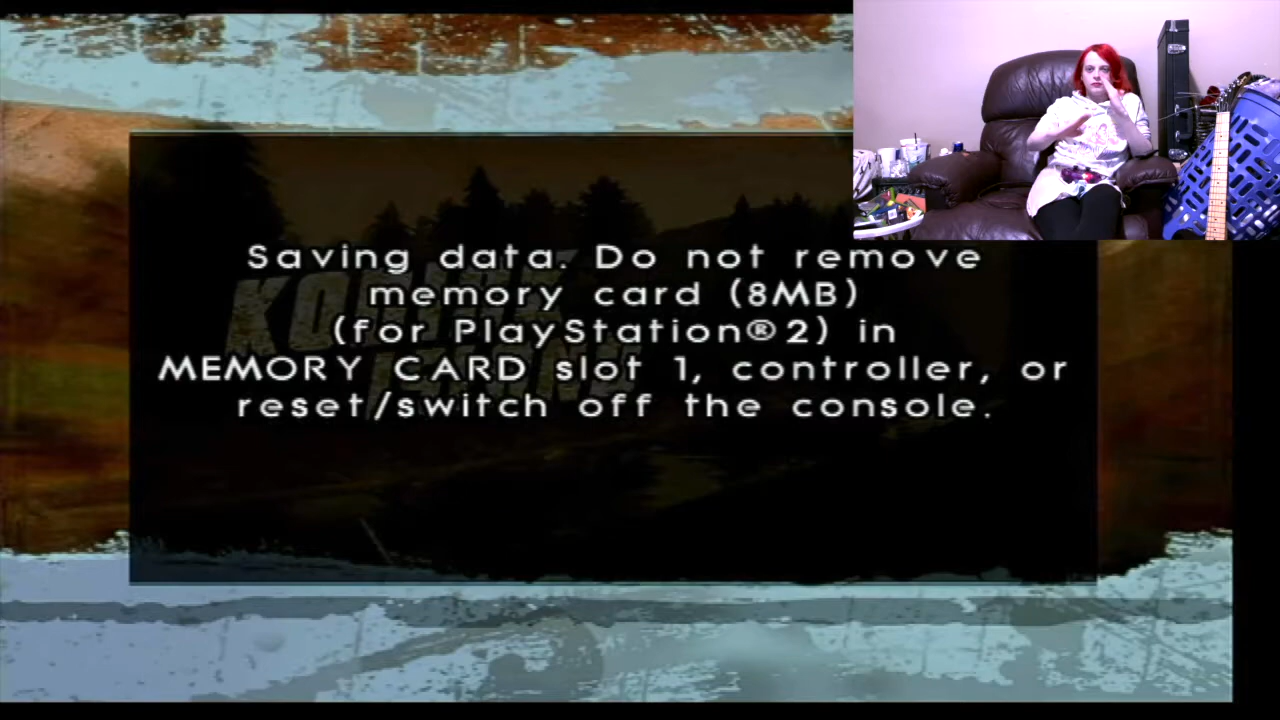 Saving data. Do not remove
memory card (8MB)
(for PlayStation®2) in
MEMORY CARD slot 1, controller, or
reset/switch off the console.